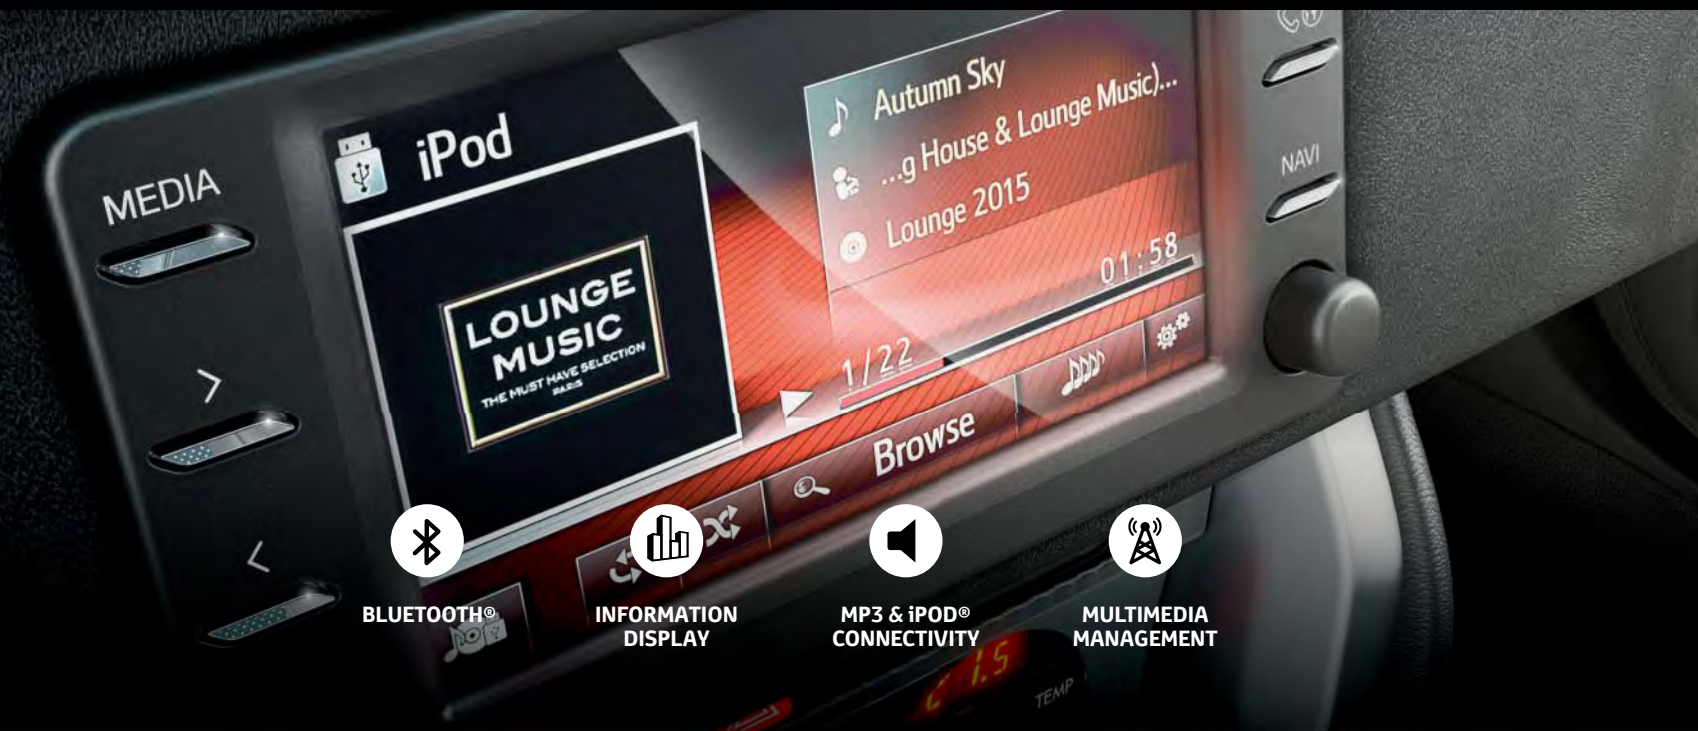 MEDIA
iPod
LOUNGE
MUSIC
THE MUST HAVE SELECTION
PARIS
Autumn Sky
...g House & Lounge Music)...
Lounge 2015
01:58
1/22
Browse
NAVI
BLUETOOTH®
INFORMATION
DISPLAY
MP3 & iPOD®
CONNECTIVITY
MULTIMEDIA
MANAGEMENT
TEMP